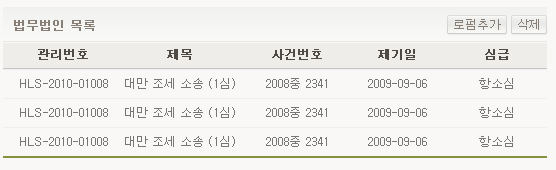 법무법인 목록 로펌추가 삭제
관리번호 제목 사건번호 제기일 심급
HLS-2010-01008 대만 조세 소송 (1심) 2008중 2341 2009-09-06 항소심
HLS-2010-01008 대만 조세 소송 (1심) 2008중 2341 2009-09-06 항소심
HLS-2010-01008 대만 조세 소송 (1심) 2008중 2341 2009-09-06 항소심